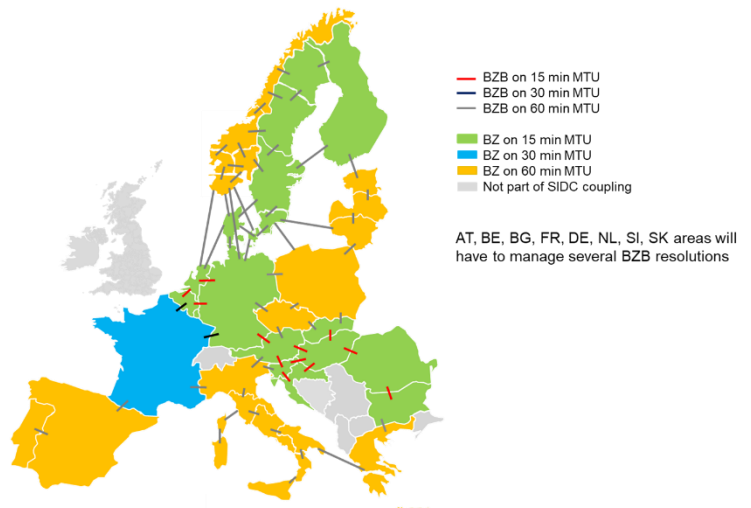 BZB on 15 min MTU
BZB on 30 min MTU
BZB on 60 min MTU
BZ on 15 min MTU
BZ on 30 min MTU
BZ on 60 min MTU
Not part of SIDC coupling
AT, BE, BG, FR, DE, NL, SI, SK areas will
have to manage several BZB resolutions